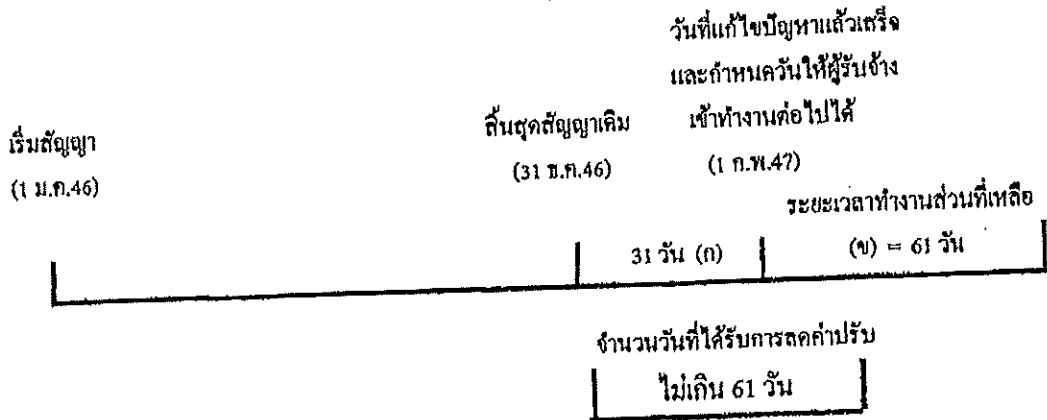 วันที่แก้ไขปัญหาแล้วเสร็จ
และกำหนดวันให้ผู้รับจ้าง
เข้าทำงานต่อไปได้
(1 ก.พ.47)
สิ้นสุดสัญญาเดิม
(31 ธ.ค.46)
เริ่มสัญญา
(1 ม.ค.46)
ระยะเวลาทำงานส่วนที่เหลือ
31 วัน (ก)
(ข) = 61 วัน
จำนวนวันที่ได้รับการลดค่าปรับ
ไม่เกิน 61 วัน